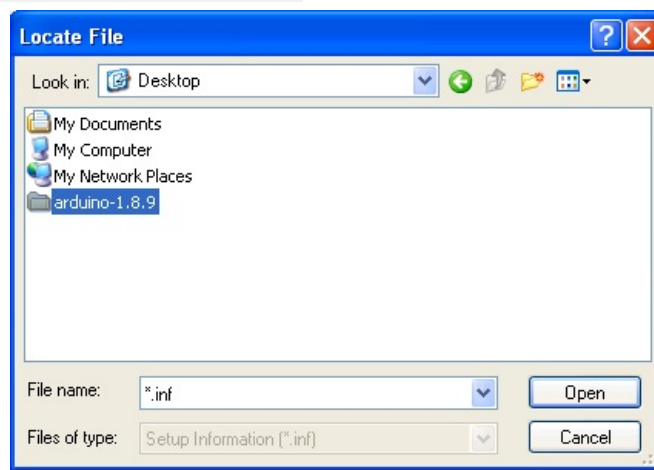 Locate File
Look in: Desktop
My Documents
My Computer
My Network Places
arduino-1.8.9
File name: *.inf Open
Files of type: Setup Information (*.inf) Cancel